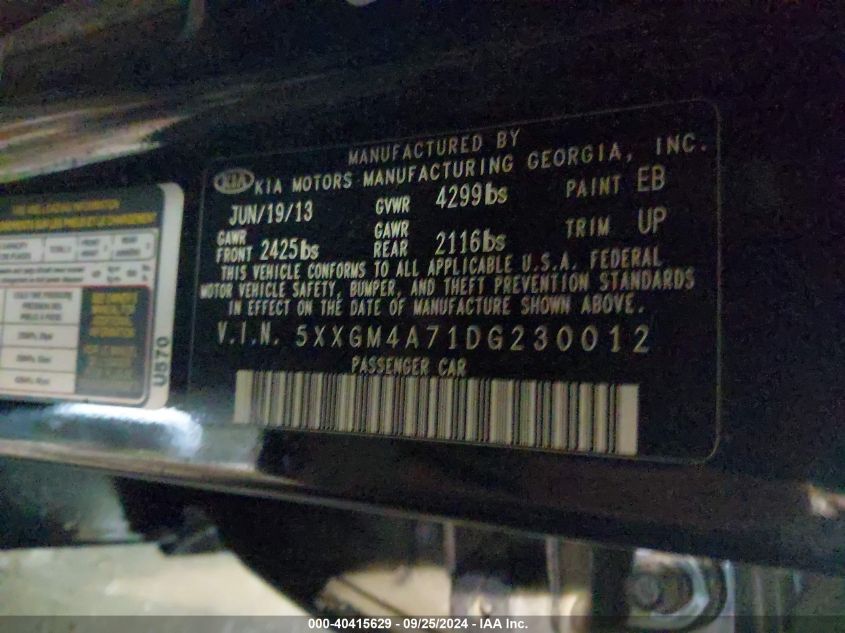 MANUFACTURED BY
KIA KIA MOTORS MANUFACTURING GEORGIA, INC.
JUN/19/13 GVWR 4299lbs PAINT EB
GAWR FRONT 2425lbs GAWR REAR 2116lbs TRIM UP
THIS VEHICLE CONFORMS TO ALL APPLICABLE U.S.A. FEDERAL
MOTOR VEHICLE SAFETY, BUMPER, AND THEFT PREVENTION STANDARDS
IN EFFECT ON THE DATE OF MANUFACTURE SHOWN ABOVE.
V.I.N. 5XXGM4A71DG230012
PASSENGER CAR
U570
000-40415629 - 09/25/2024 - IAA Inc.